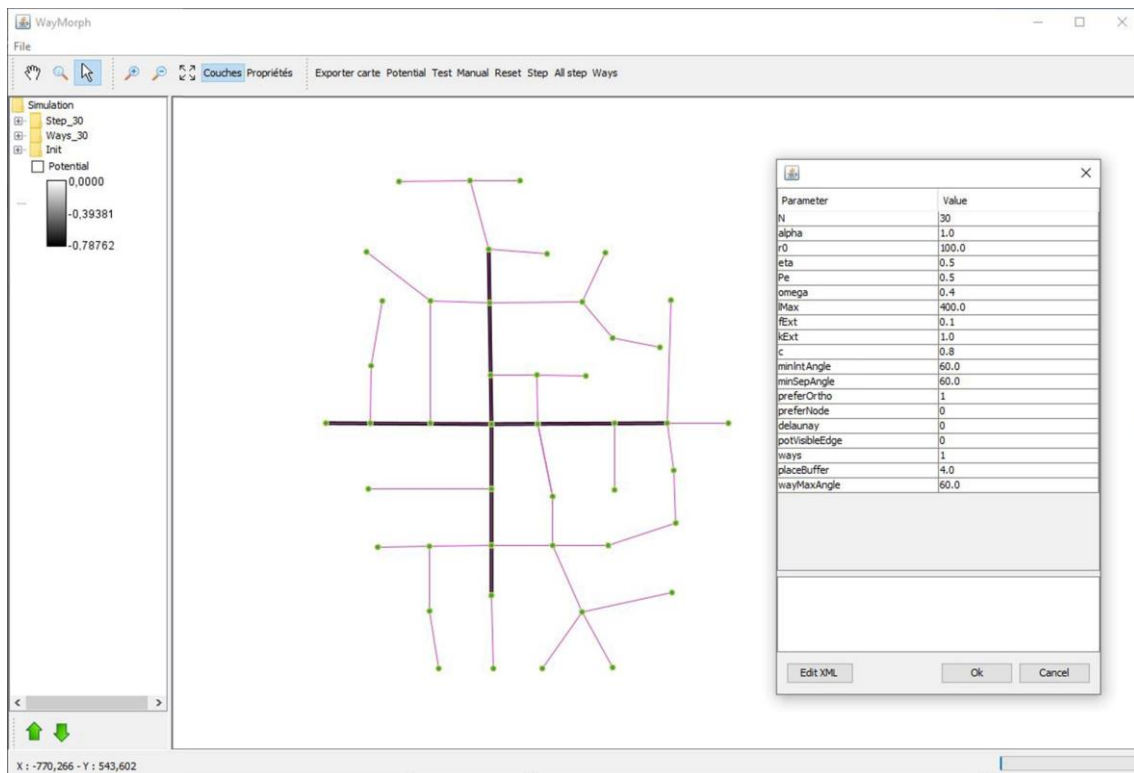 WayMorph
File
Couches Propriétés Exporter carte Potential Test Manual Reset Step All step Ways
Simulation
Step_30
Ways_30
Init
Potential
0,0000
-0,39381
-0,78762
Parameter Value
N 30
alpha 1.0
r0 100.0
eta 0.5
Pe 0.5
omega 0.4
lMax 400.0
fExt 0.1
kExt 1.0
c 0.8
minIntAngle 60.0
minSepAngle 60.0
preferOrtho 1
preferNode 0
delaunay 0
potVisibleEdge 0
ways 1
placeBuffer 4.0
wayMaxAngle 60.0
Edit XML Ok Cancel
X : -770,266 - Y : 543,602